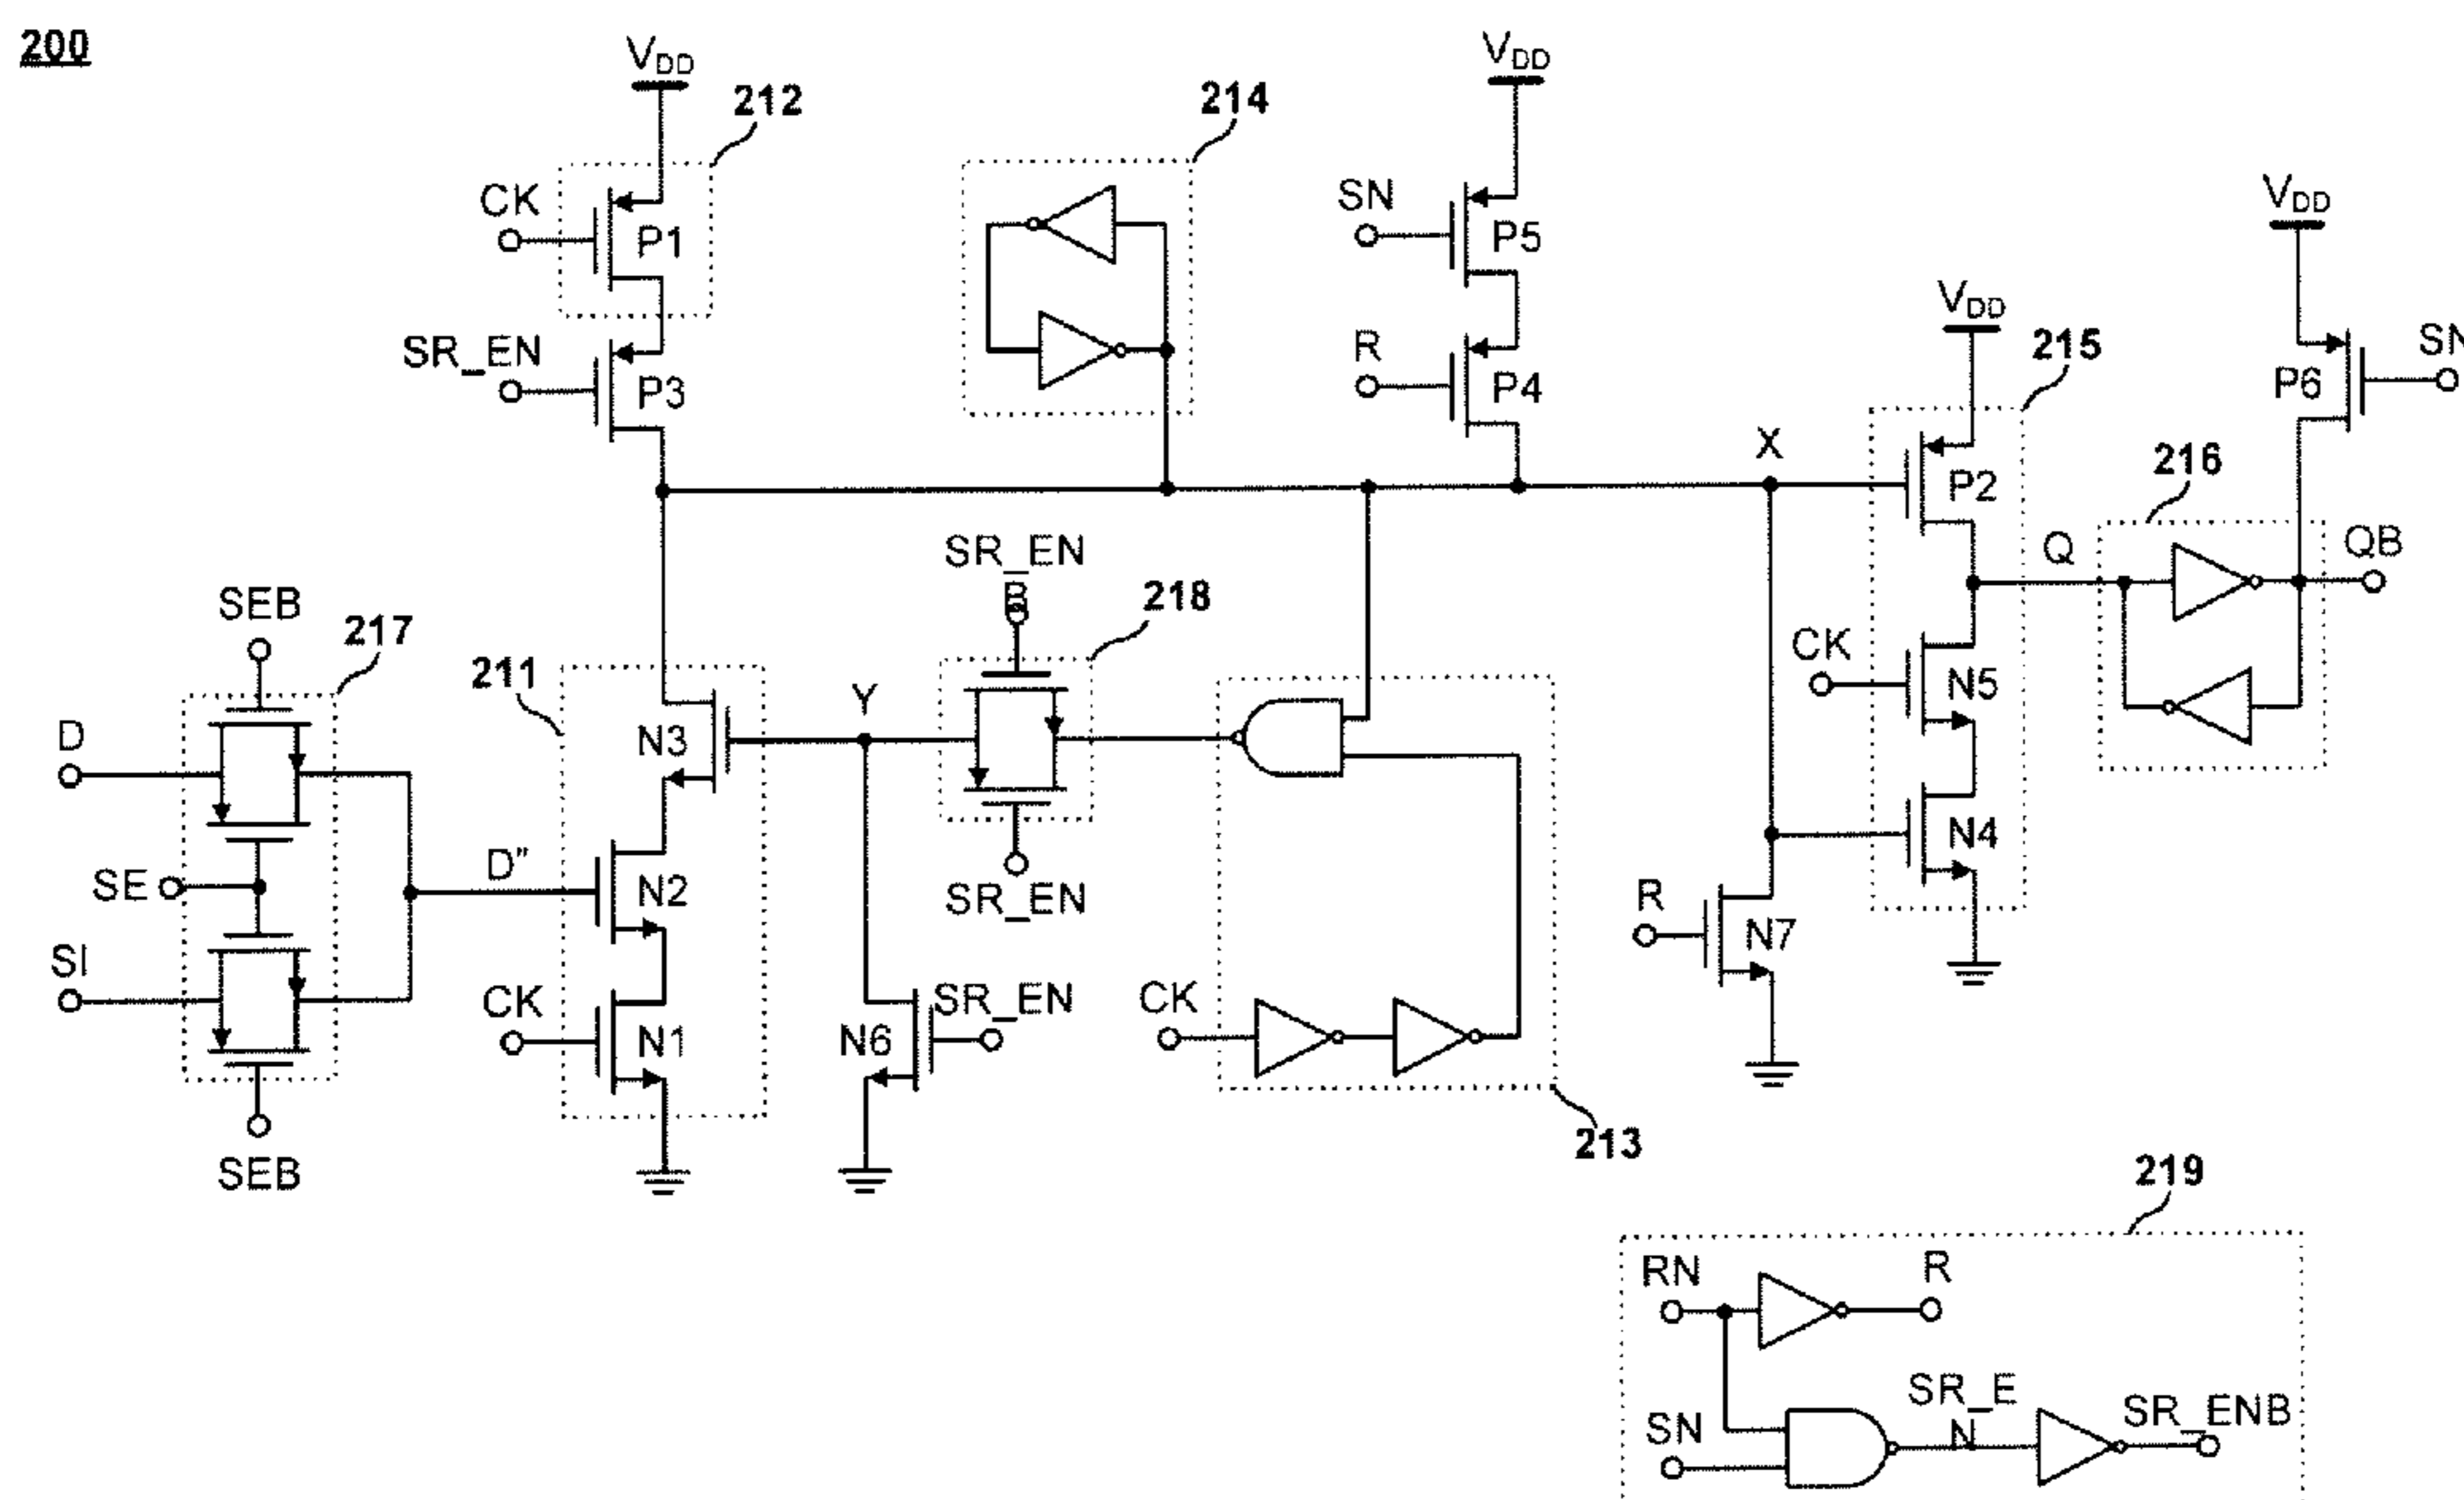 200
VDD
VDD
212
214
CK
P1
SN
P5
VDD
SR_EN
P3
R
P4
VDD
215
SN
P6
X
P2
216
SR_EN
B
218
Q
QB
SEB
217
211
Y
CK
N5
D
N3
N4
SE
D"
N2
SR_EN
R
N7
SI
CK
N1
N6
SR_EN
CK
SEB
213
219
RN
R
SR_E
N
SR_ENB
SN